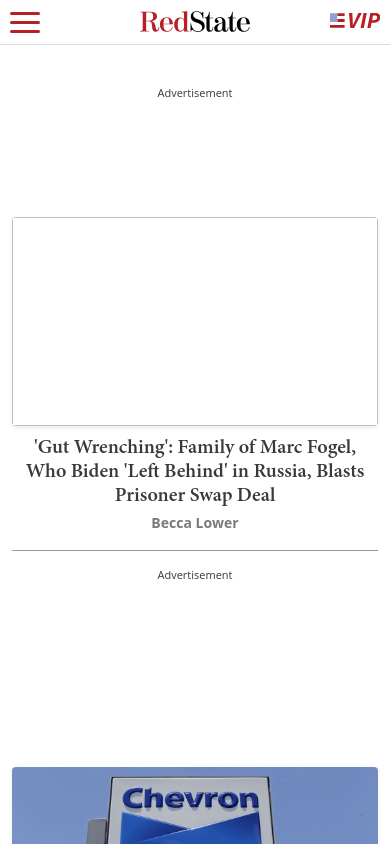 RedState
VIP
Advertisement
'Gut Wrenching': Family of Marc Fogel,
Who Biden 'Left Behind' in Russia, Blasts
Prisoner Swap Deal
Becca Lower
Advertisement
Chevron